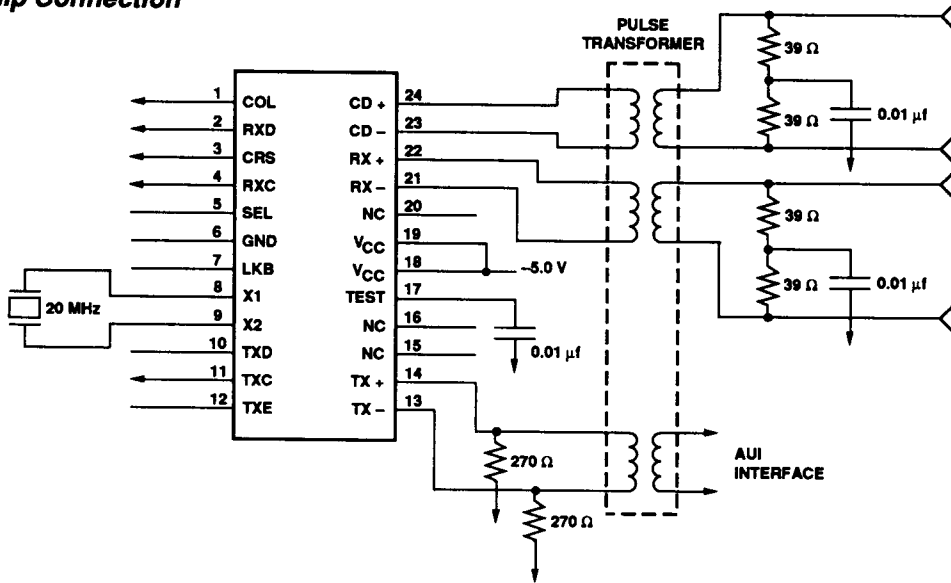 Connection
PULSE
TRANSFORMER
39 Ω
39 Ω
0.01 μf
39 Ω
39 Ω
0.01 μf
1 COL
2 RXD
3 CRS
4 RXC
5 SEL
6 GND
7 LKB
8 X1
9 X2
10 TXD
11 TXC
12 TXE
CD + 24
CD – 23
RX + 22
RX – 21
NC 20
VCC 19
VCC 18
TEST 17
NC 16
NC 15
TX + 14
TX – 13
20 MHz
–5.0 V
0.01 μf
270 Ω
270 Ω
AUI
INTERFACE